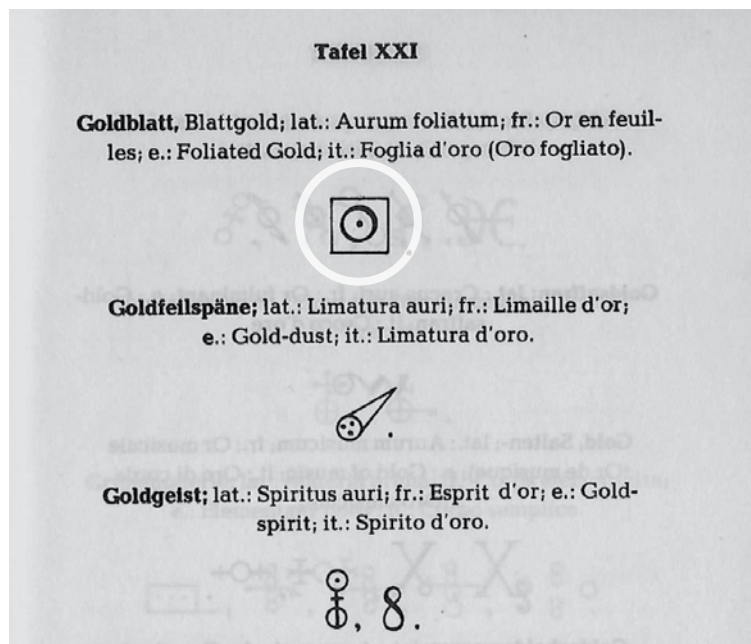 Tafel XXI
Goldblatt, Blattgold; lat.: Aurum foliatum; fr.: Or en feuil-
les; e.: Foliated Gold; it.: Foglia d'oro (Oro fogliato).
Goldfeilspäne; lat.: Limatura auri; fr.: Limaille d'or;
e.: Gold-dust; it.: Limatura d'oro.
Goldgeist; lat.: Spiritus auri; fr.: Esprit d'or; e.: Gold-
spirit; it.: Spirito d'oro.